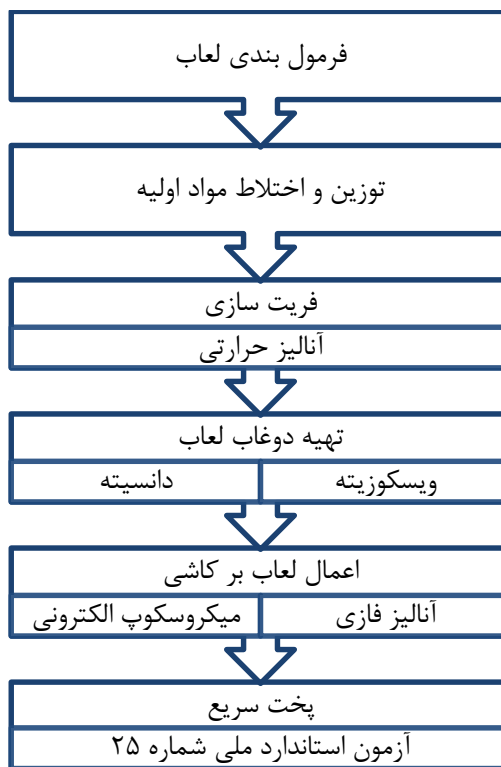 فرمول بندی لعاب
توزین و اختلاط مواد اولیه
فریت سازی
آنالیز حرارتی
تهیه دوغاب لعاب
ویسکوزیته
دانسیته
اعمال لعاب بر کاشی
آنالیز فازی
میکروسکوپ الکترونی
پخت سریع
آزمون استاندارد ملی شماره ۲۵